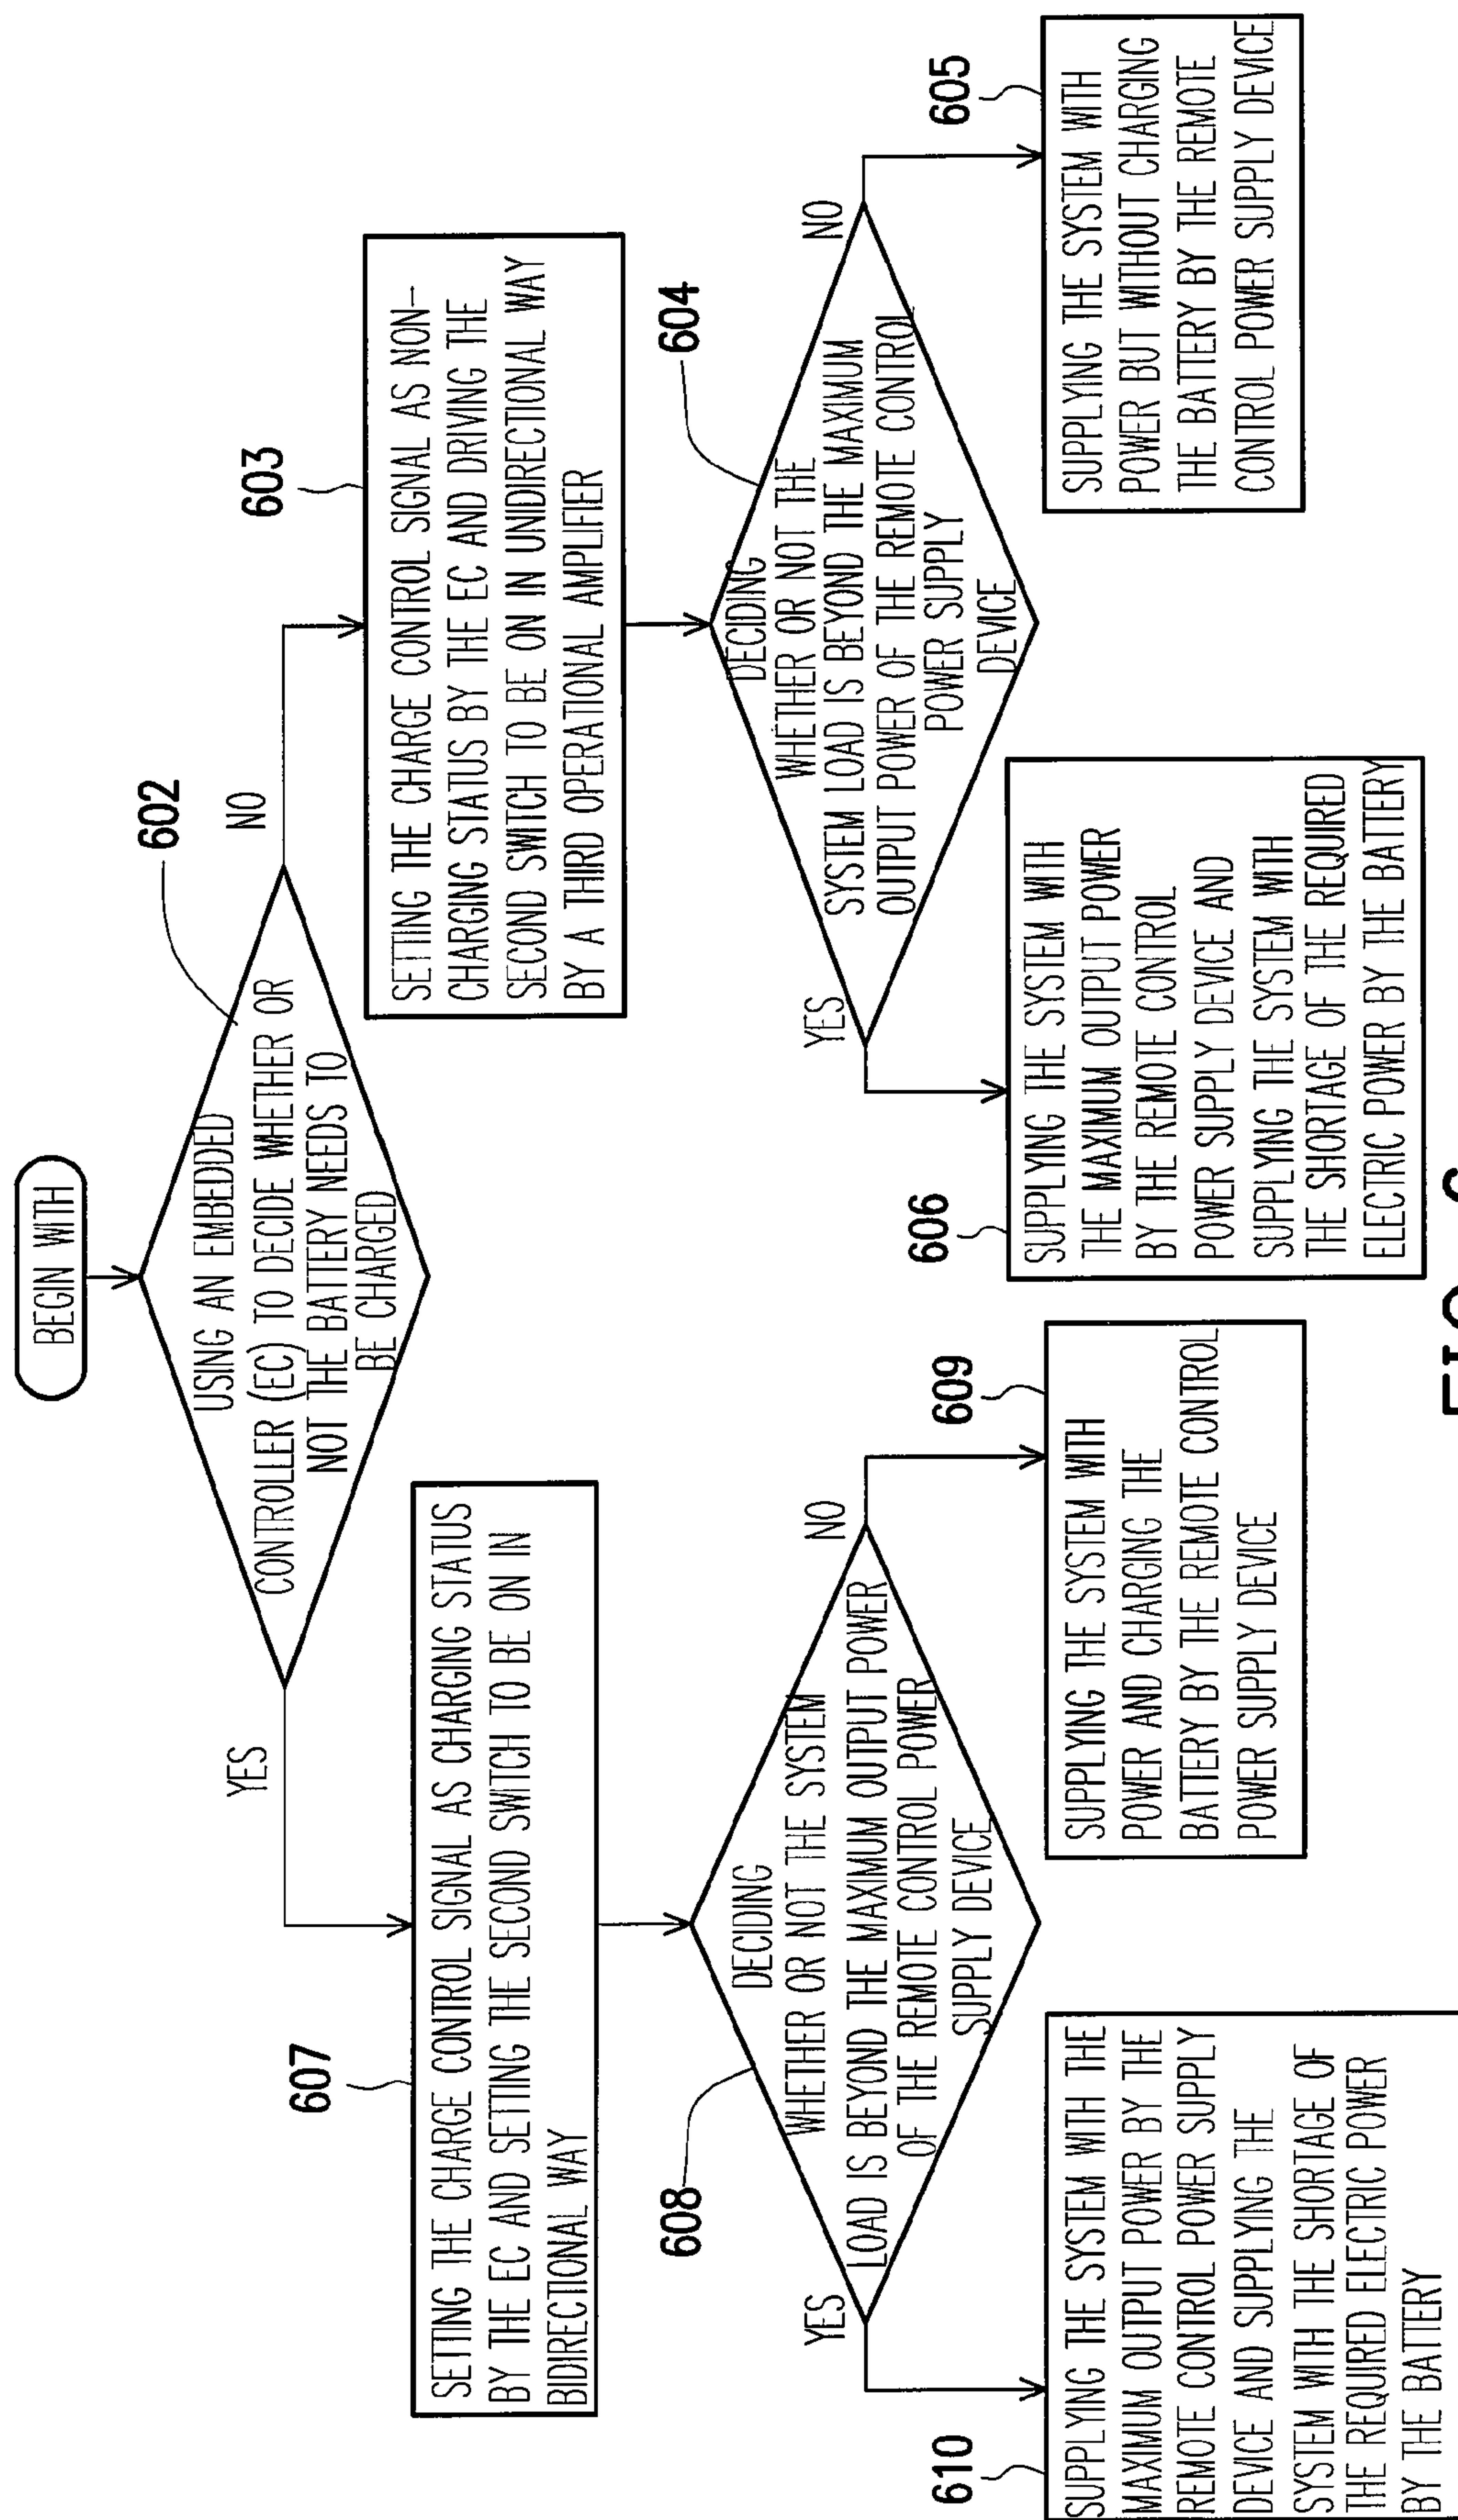 BEGIN WITH
602
USING AN EMBEDDED
CONTROLLER (EC) TO DECIDE WHETHER OR
NOT THE BATTERY NEEDS TO
BE CHARGED
YES
NO
607
SETTING THE CHARGE CONTROL SIGNAL AS CHARGING STATUS
BY THE EC AND SETTING THE SECOND SWITCH TO BE ON IN
BIDIRECTIONAL WAY
603
SETTING THE CHARGE CONTROL SIGNAL AS NON-
CHARGING STATUS BY THE EC AND DRIVING THE
SECOND SWITCH TO BE ON IN UNIDIRECTIONAL WAY
BY A THIRD OPERATIONAL AMPLIFIER
608
DECIDING
WHETHER OR NOT THE SYSTEM
LOAD IS BEYOND THE MAXIMUM OUTPUT POWER
OF THE REMOTE CONTROL POWER
SUPPLY DEVICE
YES
NO
604
DECIDING
WHETHER OR NOT THE
SYSTEM LOAD IS BEYOND THE MAXIMUM
OUTPUT POWER OF THE REMOTE CONTROL
POWER SUPPLY
DEVICE
YES
NO
610
SUPPLYING THE SYSTEM WITH THE
MAXIMUM OUTPUT POWER BY THE
REMOTE CONTROL POWER SUPPLY
DEVICE AND SUPPLYING THE
SYSTEM WITH THE SHORTAGE OF
THE REQUIRED ELECTRIC POWER
BY THE BATTERY
609
SUPPLYING THE SYSTEM WITH
POWER AND CHARGING THE
BATTERY BY THE REMOTE CONTROL
POWER SUPPLY DEVICE
606
SUPPLYING THE SYSTEM WITH
THE MAXIMUM OUTPUT POWER
BY THE REMOTE CONTROL
POWER SUPPLY DEVICE AND
SUPPLYING THE SYSTEM WITH
THE SHORTAGE OF THE REQUIRED
ELECTRIC POWER BY THE BATTERY
605
SUPPLYING THE SYSTEM WITH
POWER BUT WITHOUT CHARGING
THE BATTERY BY THE REMOTE
CONTROL POWER SUPPLY DEVICE